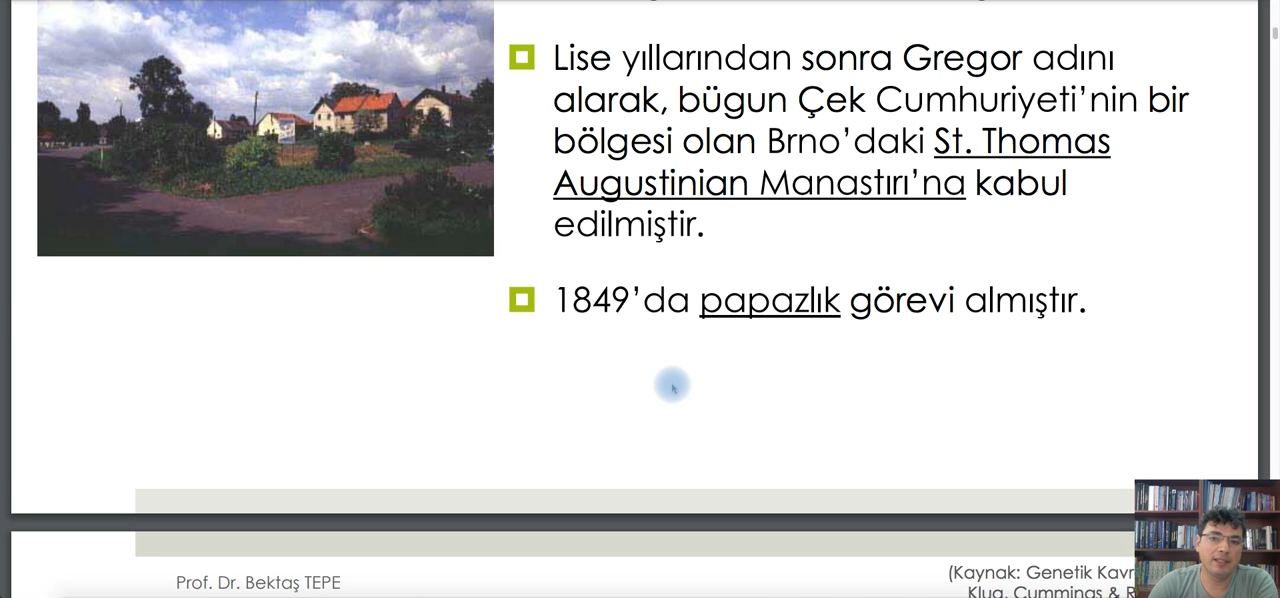 Lise yıllarından sonra Gregor adını
alarak, bügun Çek Cumhuriyeti’nin bir
bölgesi olan Brno’daki St. Thomas
Augustinian Manastırı’na kabul
edilmiştir.
1849’da papazlık görevi almıştır.
Prof. Dr. Bektaş TEPE
(Kaynak: Genetik
Klug, Cummings &